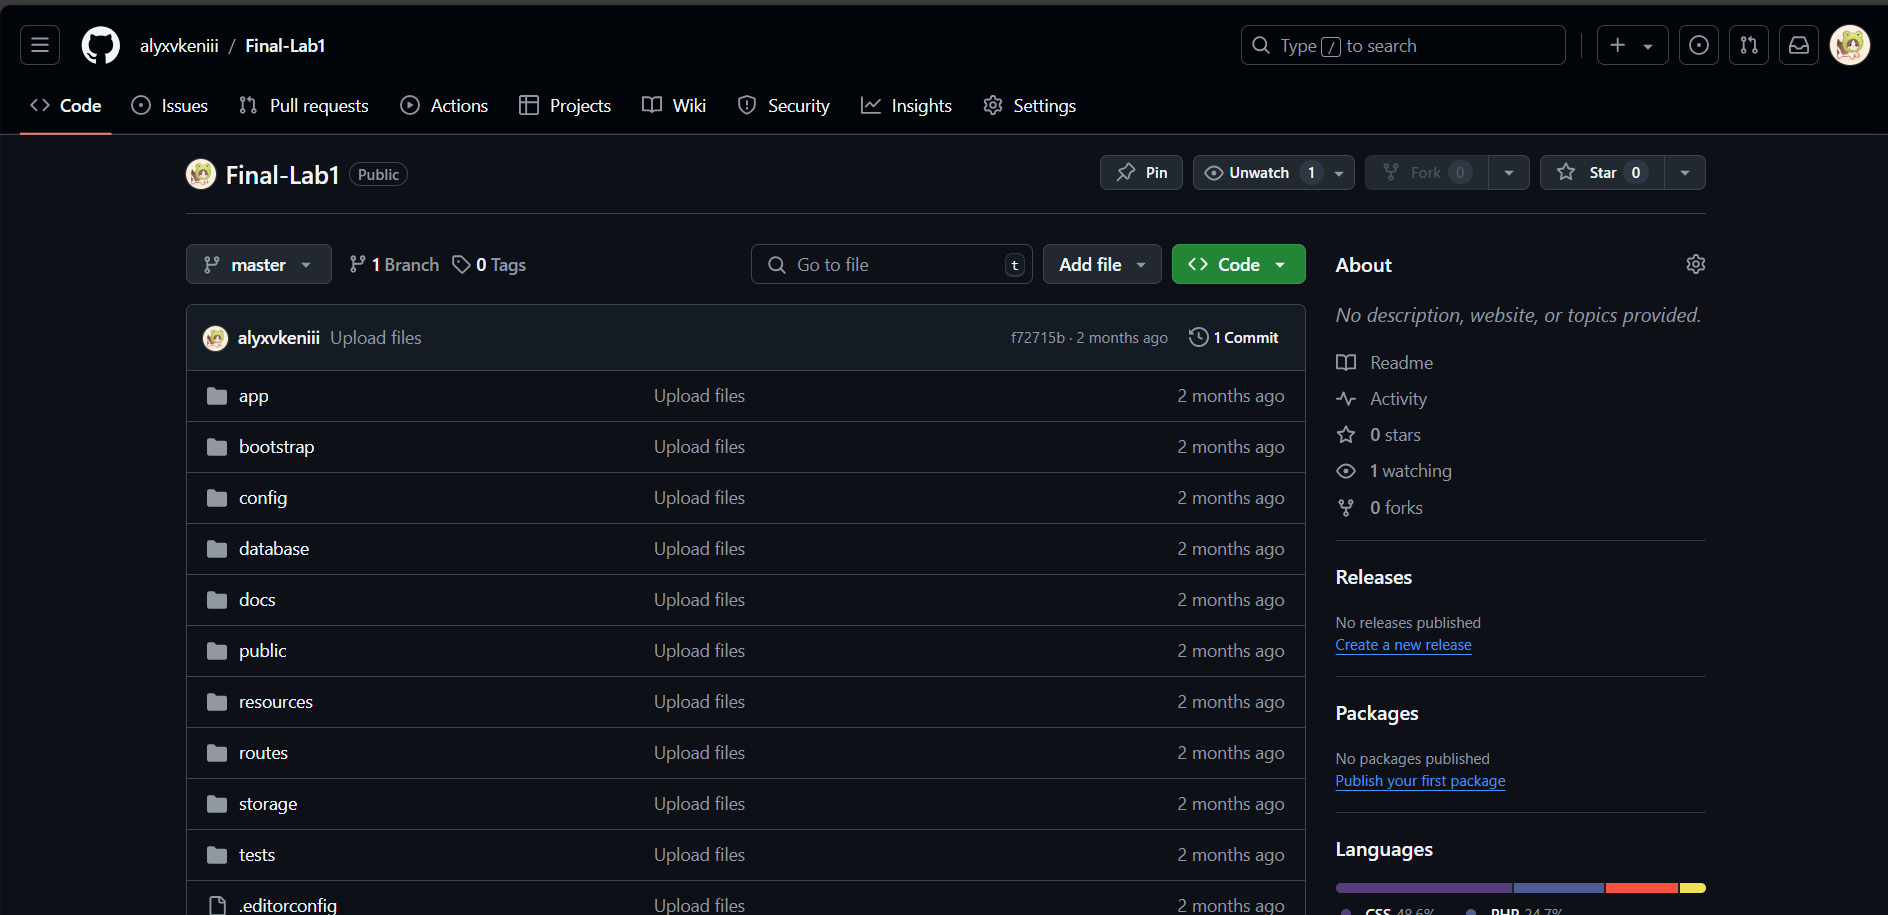 alyxvkeniii / Final-Lab1
Type / to search
Code Issues Pull requests Actions Projects Wiki Security Insights Settings
Final-Lab1 Public
Pin Unwatch 1 Fork 0 Star 0
master 1 Branch 0 Tags Go to file t Add file Code
alyxvkeniii Upload files f72715b · 2 months ago 1 Commit
app Upload files 2 months ago
bootstrap Upload files 2 months ago
config Upload files 2 months ago
database Upload files 2 months ago
docs Upload files 2 months ago
public Upload files 2 months ago
resources Upload files 2 months ago
routes Upload files 2 months ago
storage Upload files 2 months ago
tests Upload files 2 months ago
.editorconfig Upload files 2 months ago
About
No description, website, or topics provided.
Readme
Activity
0 stars
1 watching
0 forks
Releases
No releases published
Create a new release
Packages
No packages published
Publish your first package
Languages
CSS 48.6% PHP 24.7%